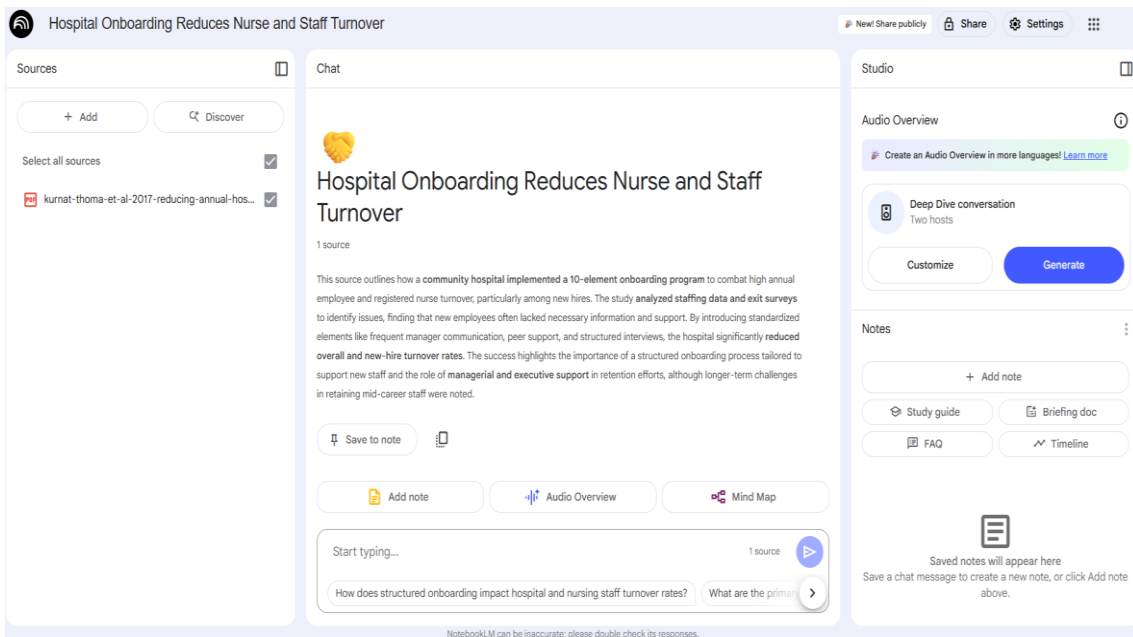 Hospital Onboarding Reduces Nurse and Staff Turnover
New! Share publicly
Share
Settings
Sources
+ Add
Discover
Select all sources
PDF
kurnat-thoma-et-al-2017-reducing-annual-hos...
Chat
Hospital Onboarding Reduces Nurse and Staff
Turnover
1 source
This source outlines how a community hospital implemented a 10-element onboarding program to combat high annual
employee and registered nurse turnover, particularly among new hires. The study analyzed staffing data and exit surveys
to identify issues, finding that new employees often lacked necessary information and support. By introducing standardized
elements like frequent manager communication, peer support, and structured interviews, the hospital significantly reduced
overall and new-hire turnover rates. The success highlights the importance of a structured onboarding process tailored to
support new staff and the role of managerial and executive support in retention efforts, although longer-term challenges
in retaining mid-career staff were noted.
Save to note
Add note
Audio Overview
Mind Map
Start typing...
1 source
How does structured onboarding impact hospital and nursing staff turnover rates?
What are the primar
NotebookLM can be inaccurate; please double check its responses.
Studio
Audio Overview
Create an Audio Overview in more languages! Learn more
Deep Dive conversation
Two hosts
Customize
Generate
Notes
+ Add note
Study guide
Briefing doc
FAQ
Timeline
Saved notes will appear here
Save a chat message to create a new note, or click Add note
above.